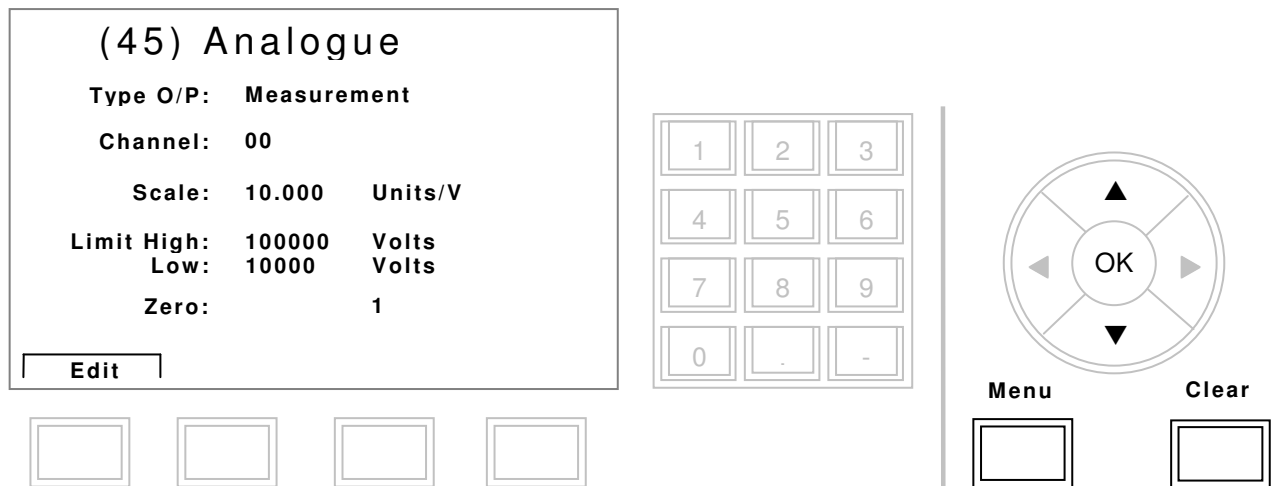 (45) Analogue
Type O/P: Measurement
Channel: 00
Scale: 10.000 Units/V
Limit High: 100000 Volts
Low: 10000 Volts
Zero: 1
Edit
1 2 3
4 5 6
7 8 9
0 . -
OK
Menu Clear